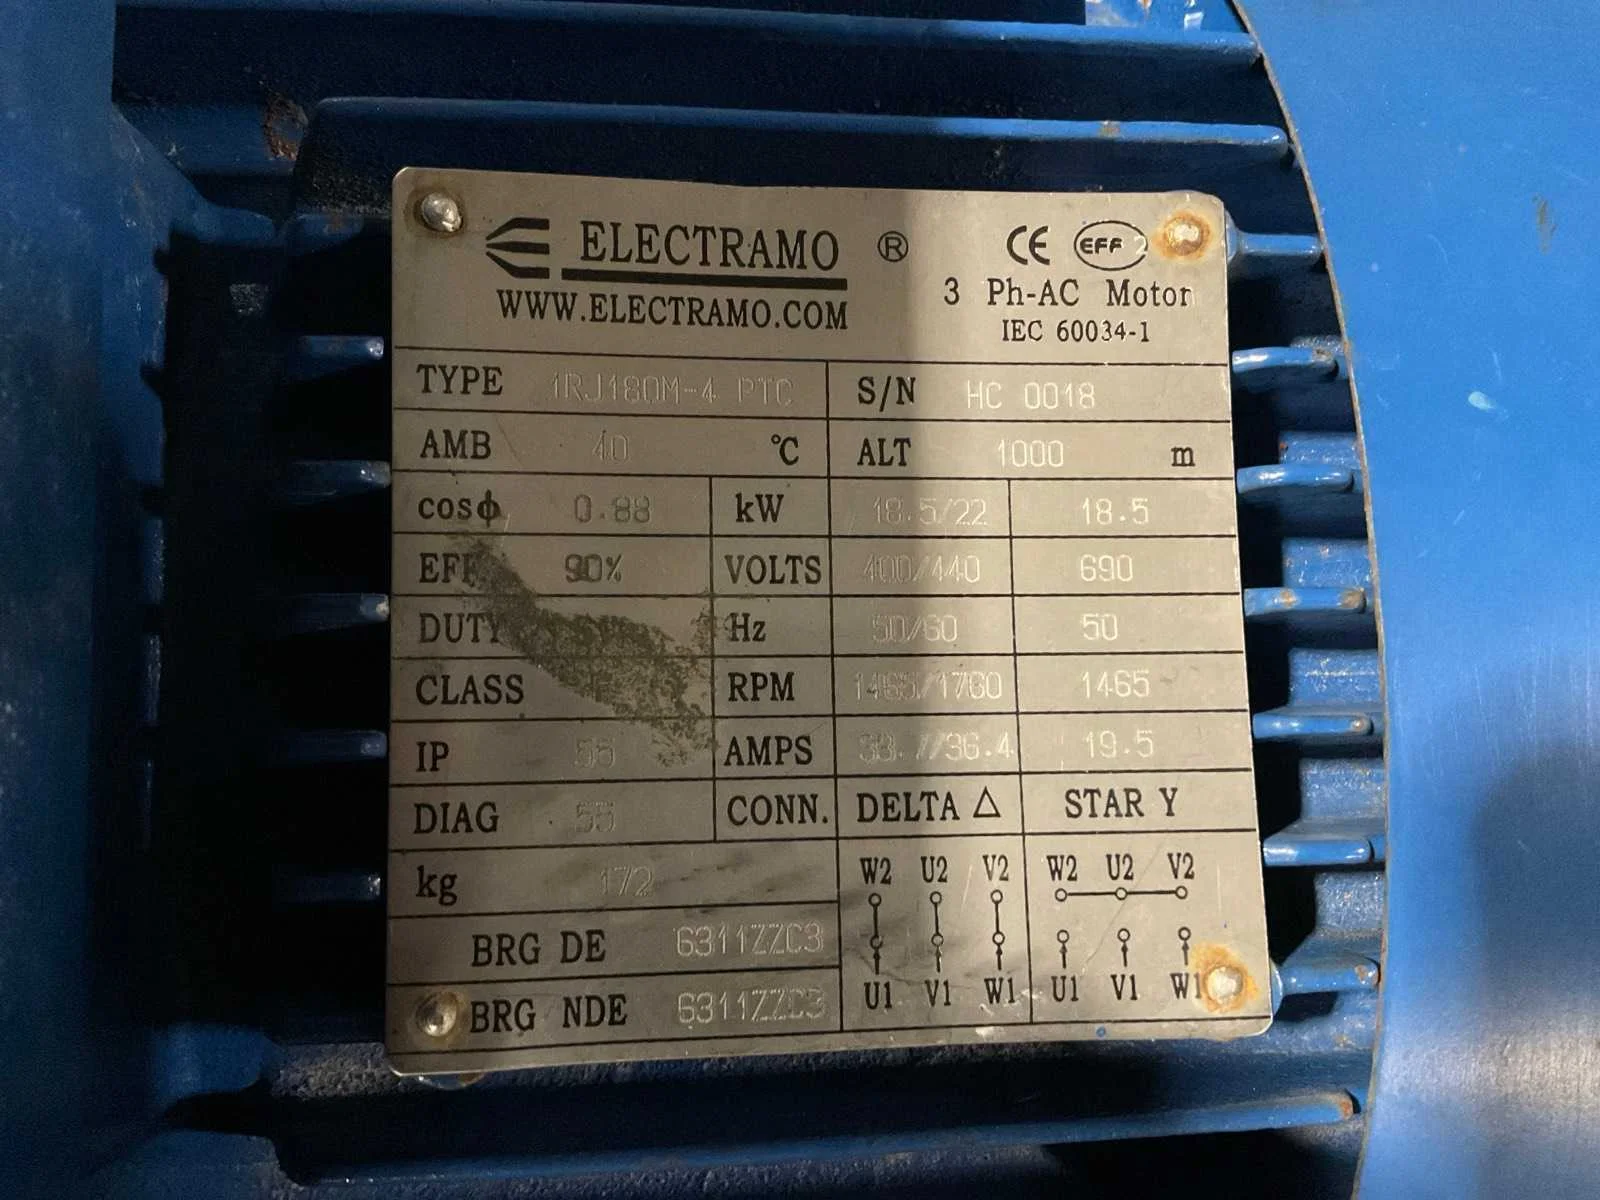 ELECTRAMO ®
CE EFF 2
WWW.ELECTRAMO.COM
3 Ph-AC Motor
IEC 60034-1
TYPE 1RJ180M-4 PTC S/N HC 0018
AMB 40 °C ALT 1000 m
cosϕ 0.88 kW 18.5/22 18.5
EFF 90% VOLTS 400/440 690
DUTY Hz 50/60 50
CLASS RPM 1465/1760 1465
IP 55 AMPS 33.7/36.4 19.5
DIAG 55 CONN. DELTA △ STAR Y
kg 172 W2 U2 V2 W2 U2 V2
BRG DE 6311ZZC3
BRG NDE 6311ZZC3 U1 V1 W1 U1 V1 W1